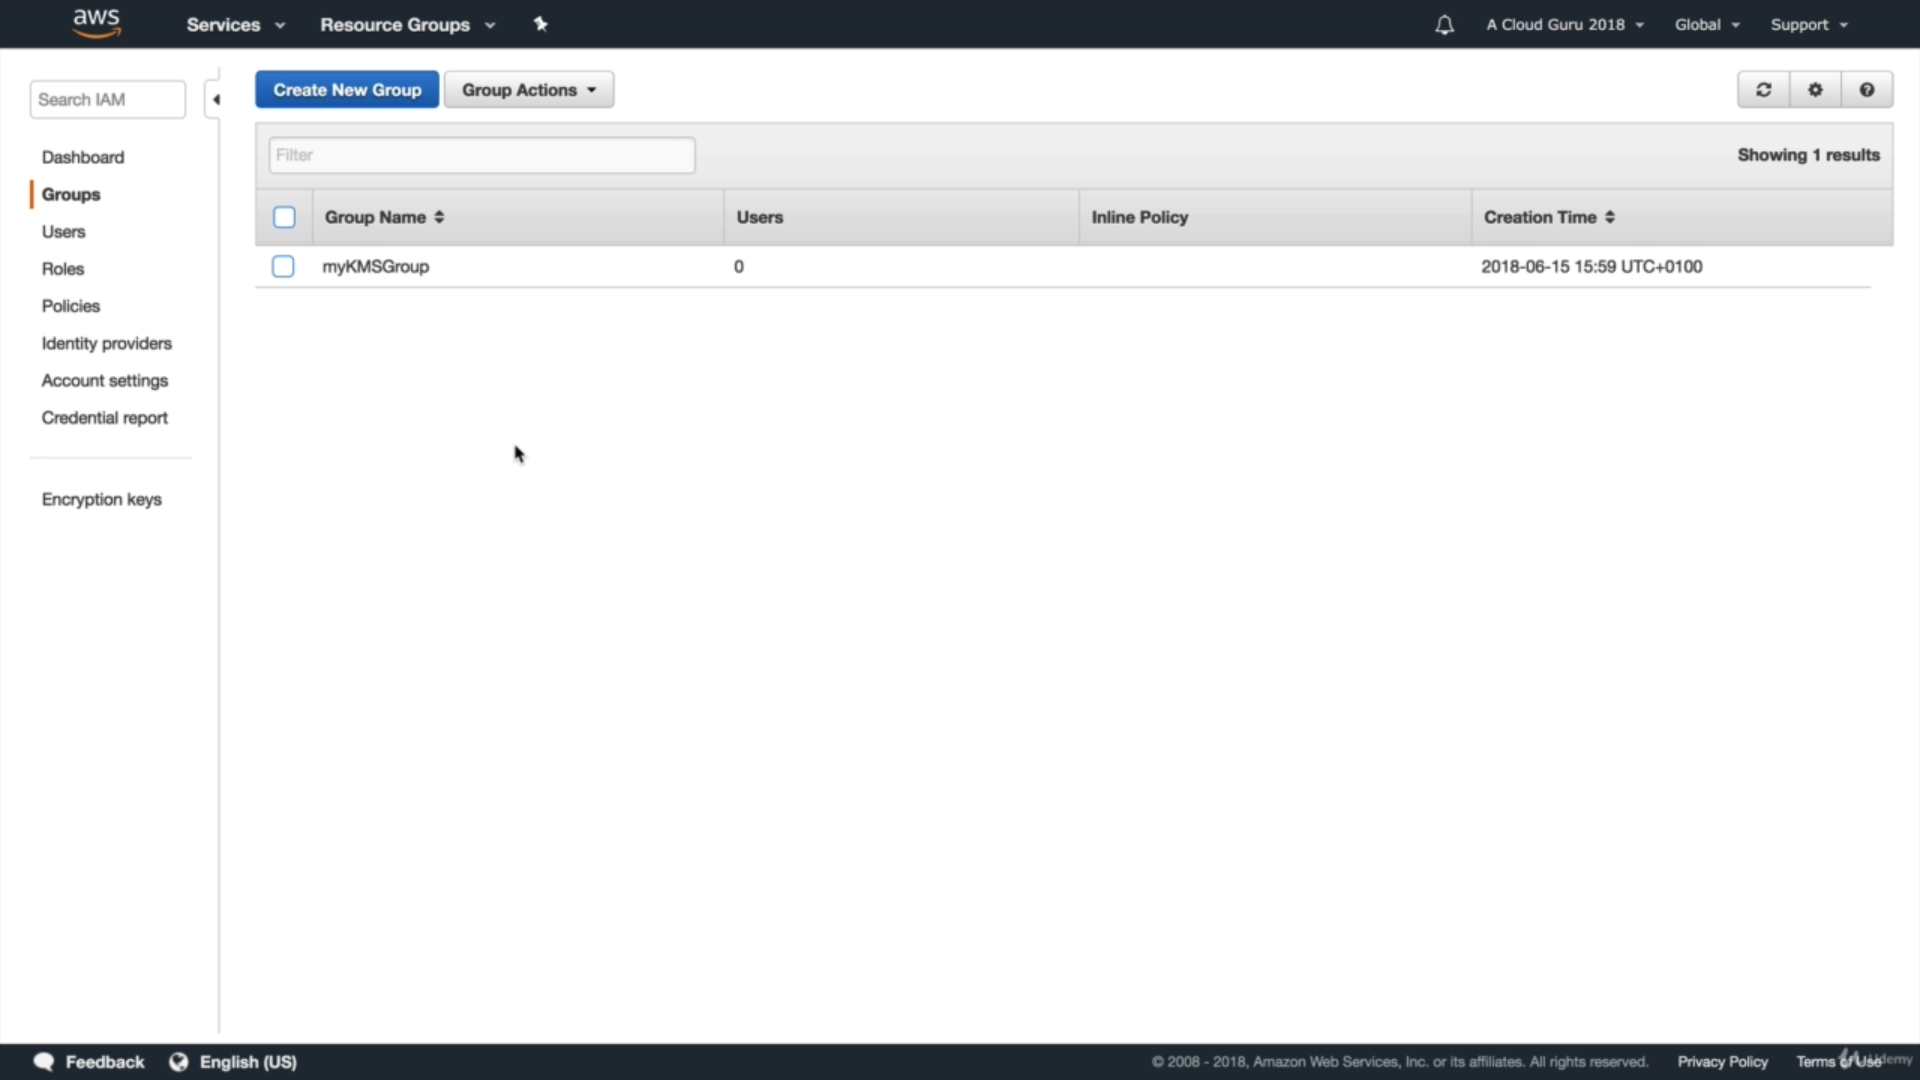 aws Services Resource Groups A Cloud Guru 2018 Global Support
Search IAM
Create New Group Group Actions
Dashboard
Groups
Users
Roles
Policies
Identity providers
Account settings
Credential report
Encryption keys
Filter Showing 1 results
Group Name Users Inline Policy Creation Time
myKMSGroup 0 2018-06-15 15:59 UTC+0100
Feedback English (US) © 2008 - 2018, Amazon Web Services, Inc. or its affiliates. All rights reserved. Privacy Policy Terms of Use